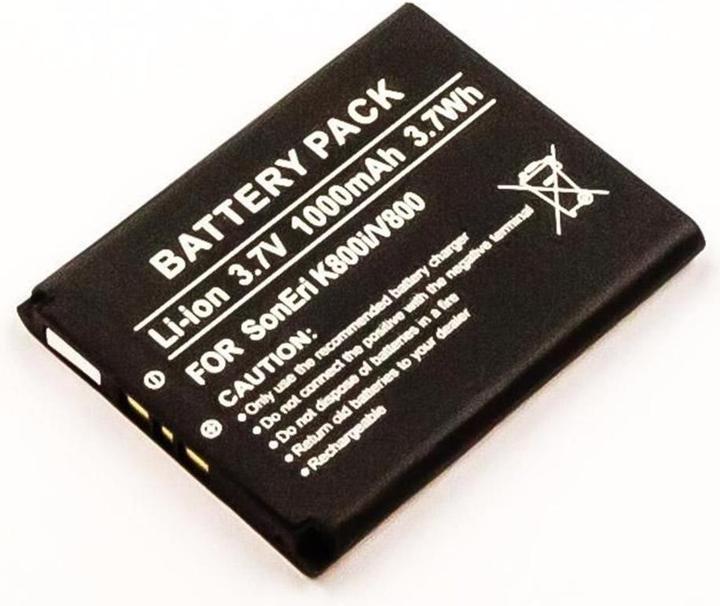 BATTERY PACK
Li-ion 3.7V 1000mAh 3.7Wh
FOR SonEri K800i/V800
CAUTION:
•Only use the recommended battery charger
•Do not connect the positive with the negative terminal
•Do not dispose of batteries in a fire
•Return old batteries to dealer
•Rechargeable